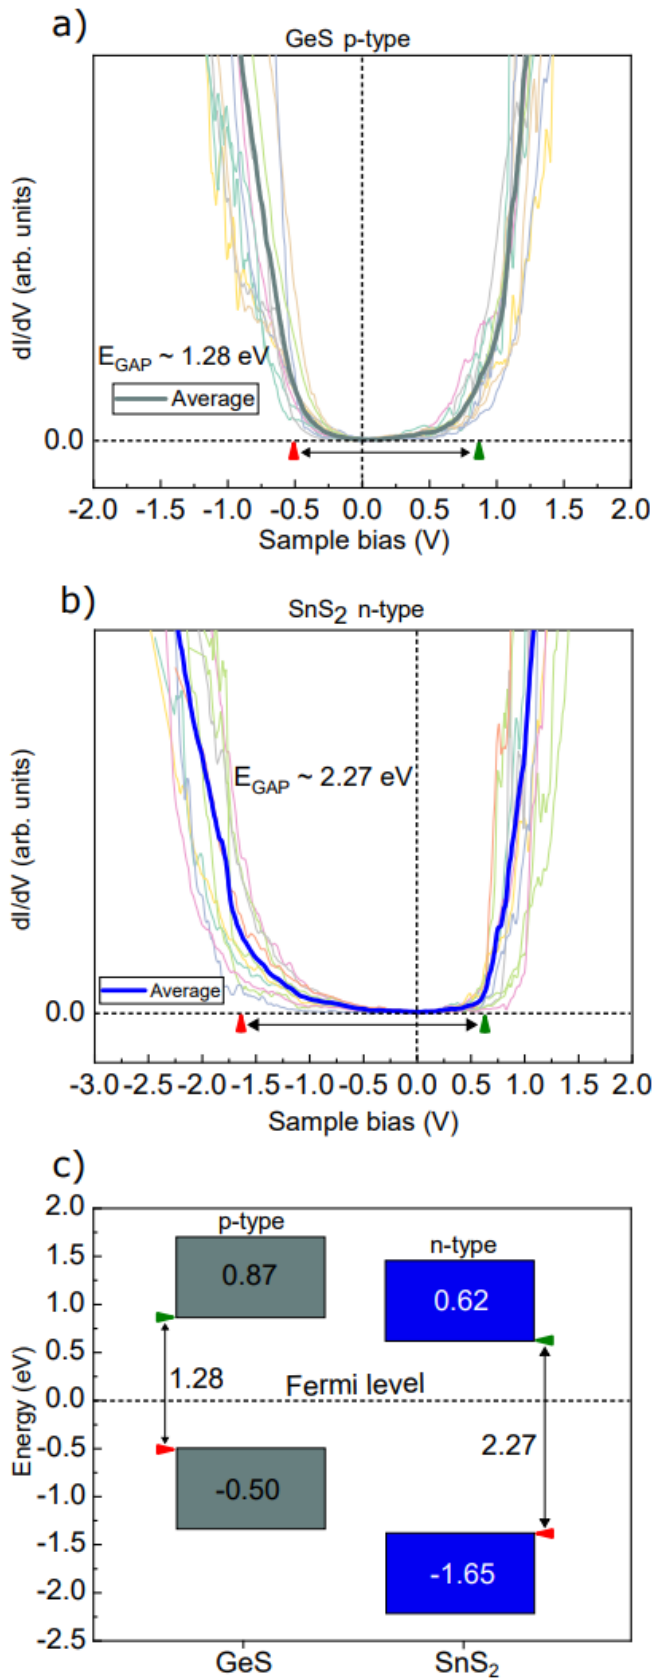 a)
GeS p-type
dI/dV (arb. units)
E_GAP ~ 1.28 eV
Average
0.0
-2.0 -1.5 -1.0 -0.5 0.0 0.5 1.0 1.5 2.0
Sample bias (V)
b)
SnS₂ n-type
dI/dV (arb. units)
E_GAP ~ 2.27 eV
Average
0.0
-3.0 -2.5 -2.0 -1.5 -1.0 -0.5 0.0 0.5 1.0 1.5 2.0
Sample bias (V)
c)
Energy (eV)
2.0
1.5
1.0
0.5
0.0
-0.5
-1.0
-1.5
-2.0
-2.5
p-type
n-type
0.87
0.62
1.28
Fermi level
2.27
-0.50
-1.65
GeS SnS₂